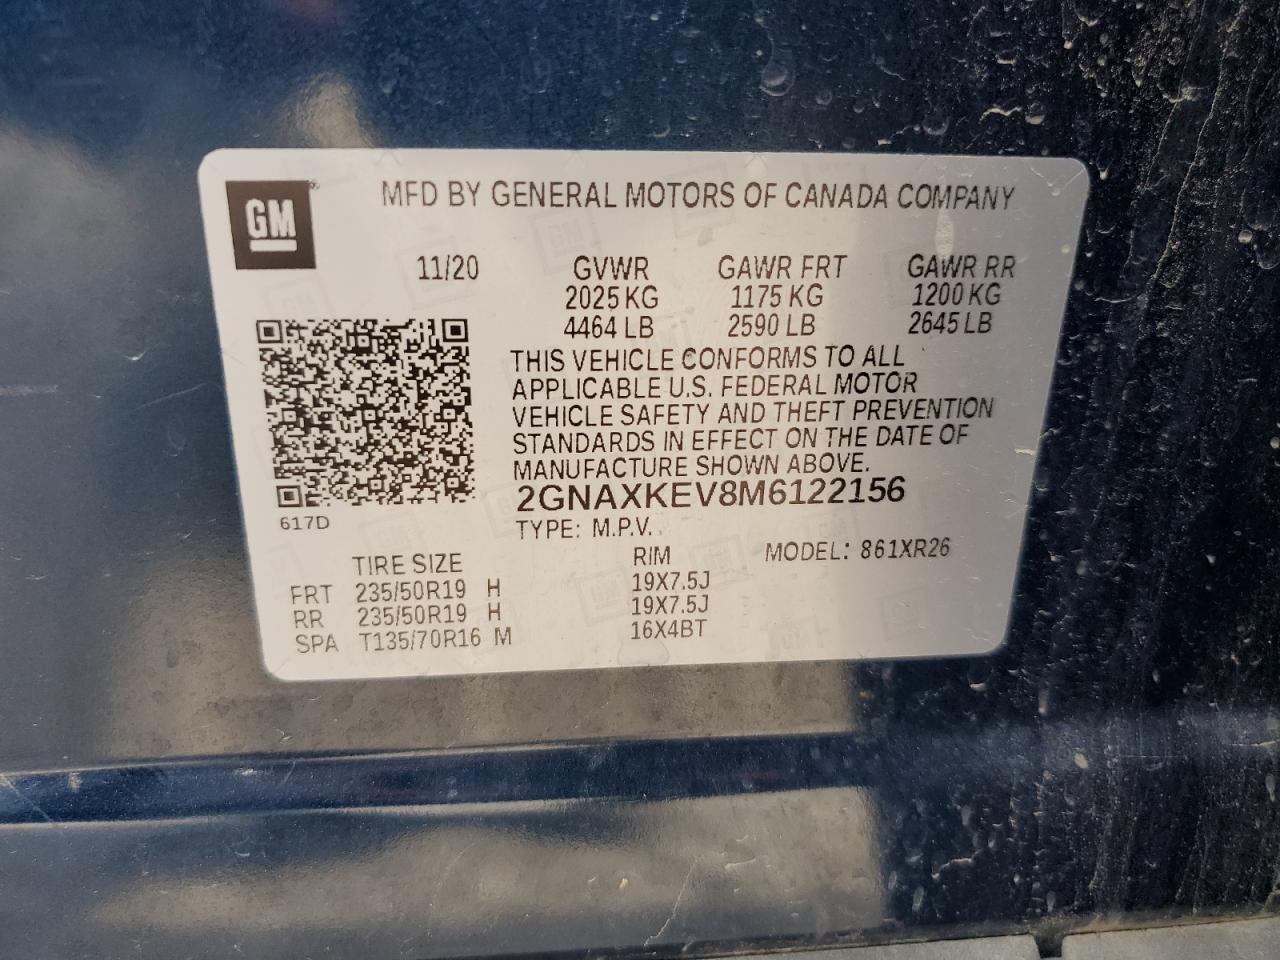 GM
MFD BY GENERAL MOTORS OF CANADA COMPANY
11/20 GVWR GAWR FRT GAWR RR
2025 KG 1175 KG 1200 KG
4464 LB 2590 LB 2645 LB
THIS VEHICLE CONFORMS TO ALL
APPLICABLE U.S. FEDERAL MOTOR
VEHICLE SAFETY AND THEFT PREVENTION
STANDARDS IN EFFECT ON THE DATE OF
MANUFACTURE SHOWN ABOVE.
2GNAXKEV8M6122156
617D
TYPE: M.P.V.
TIRE SIZE RIM MODEL: 861XR26
FRT 235/50R19 H 19X7.5J
RR 235/50R19 H 19X7.5J
SPA T135/70R16 M 16X4BT